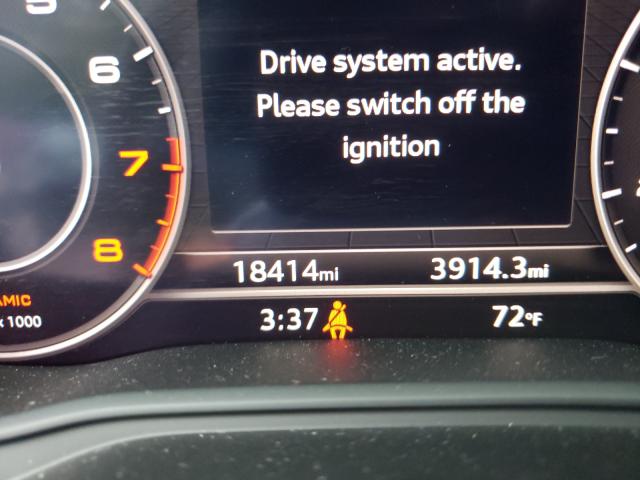 5
6
Drive system active.
Please switch off the
ignition
7
8
18414mi
3914.3mi
AMIC
x 1000
3:37
72°F